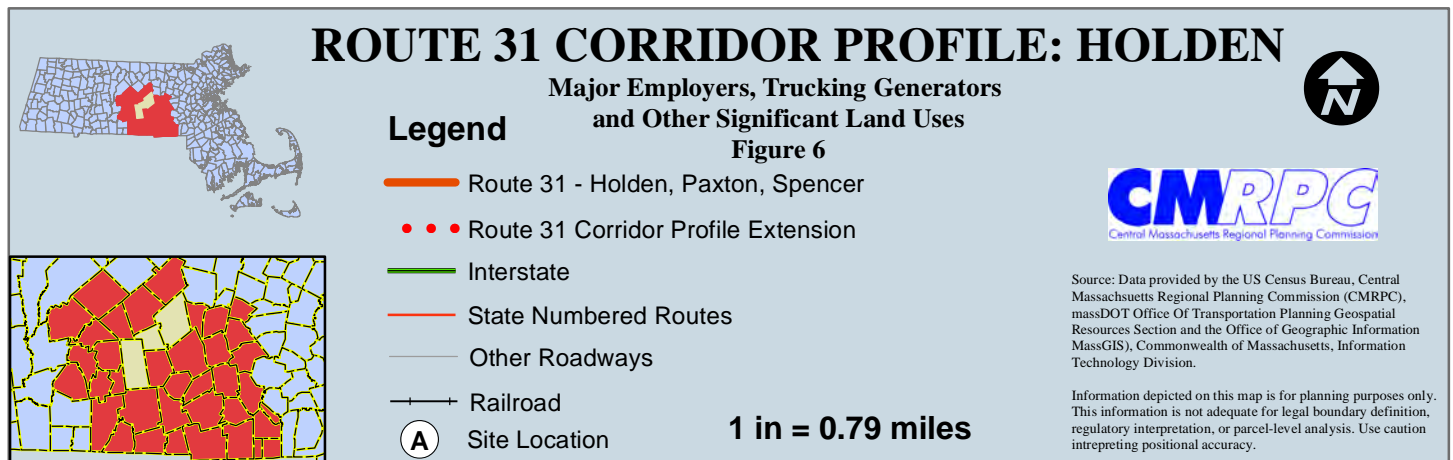 ROUTE 31 CORRIDOR PROFILE: HOLDEN
Major Employers, Trucking Generators
and Other Significant Land Uses
Figure 6
N
Legend
Route 31 - Holden, Paxton, Spencer
Route 31 Corridor Profile Extension
Interstate
State Numbered Routes
Other Roadways
Railroad
A Site Location
1 in = 0.79 miles
CMRPC
Central Massachusetts Regional Planning Commission
Source: Data provided by the US Census Bureau, Central
Massachsuetts Regional Planning Commission (CMRPC),
massDOT Office Of Transportation Planning Geospatial
Resources Section and the Office of Geographic Information
MassGIS), Commonwealth of Massachusetts, Information
Technology Division.
Information depicted on this map is for planning purposes only.
This information is not adequate for legal boundary definition,
regulatory interpretation, or parcel-level analysis. Use caution
intrepreting positional accuracy.